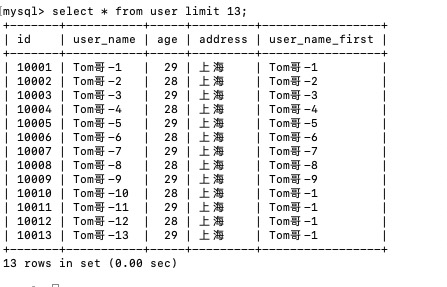 mysql> select * from user limit 13;
+-------+-----------+-----+---------+-----------------+
| id | user_name | age | address | user_name_first |
+-------+-----------+-----+---------+-----------------+
| 10001 | Tom哥-1 | 29 | 上海 | Tom哥-1 |
| 10002 | Tom哥-2 | 28 | 上海 | Tom哥-2 |
| 10003 | Tom哥-3 | 29 | 上海 | Tom哥-3 |
| 10004 | Tom哥-4 | 28 | 上海 | Tom哥-4 |
| 10005 | Tom哥-5 | 29 | 上海 | Tom哥-5 |
| 10006 | Tom哥-6 | 28 | 上海 | Tom哥-6 |
| 10007 | Tom哥-7 | 29 | 上海 | Tom哥-7 |
| 10008 | Tom哥-8 | 28 | 上海 | Tom哥-8 |
| 10009 | Tom哥-9 | 29 | 上海 | Tom哥-9 |
| 10010 | Tom哥-10 | 28 | 上海 | Tom哥-1 |
| 10011 | Tom哥-11 | 29 | 上海 | Tom哥-1 |
| 10012 | Tom哥-12 | 28 | 上海 | Tom哥-1 |
| 10013 | Tom哥-13 | 29 | 上海 | Tom哥-1 |
+-------+-----------+-----+---------+-----------------+
13 rows in set (0.00 sec)